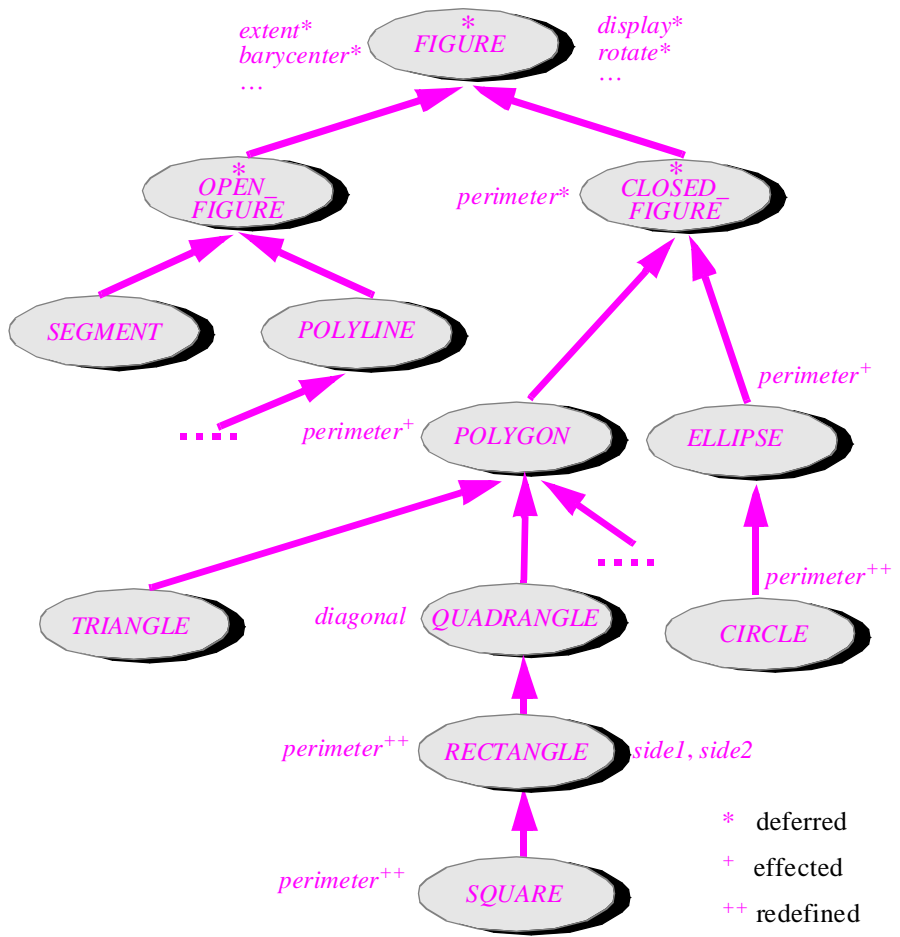 extent*
barycenter*
…
*
FIGURE
display*
rotate*
…
*
OPEN_
FIGURE
perimeter*
*
CLOSED_
FIGURE
SEGMENT
POLYLINE
perimeter+
perimeter+
POLYGON
ELLIPSE
perimeter++
TRIANGLE
diagonal
QUADRANGLE
CIRCLE
perimeter++
RECTANGLE
side1, side2
perimeter++
SQUARE
* deferred
+ effected
++ redefined